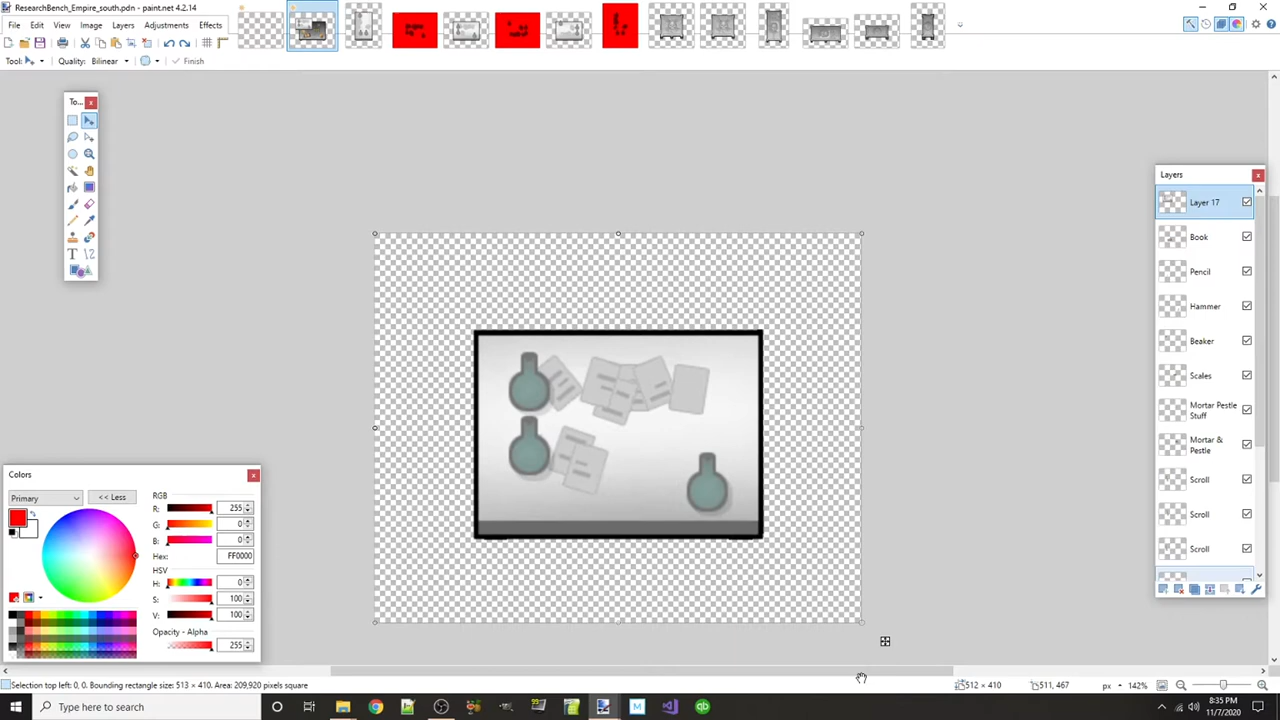 ResearchBench_Empire_south.pdn - paint.net 4.2.14
File Edit View Image Layers Adjustments Effects
Tool: Quality: Bilinear Finish
To...
Layers
Layer 17
Book
Pencil
Hammer
Beaker
Scales
Mortar Pestle
Stuff
Mortar &
Pestle
Scroll
Scroll
Scroll
Colors
Primary
<< Less
RGB
R: 255
G: 0
B: 0
Hex: FF0000
HSV
H: 0
S: 100
V: 100
Opacity - Alpha
255
Selection top left: 0, 0. Bounding rectangle size: 513 × 410. Area: 209,920 pixels square
512 × 410
511, 467
px
142%
Type here to search
8:35 PM
11/7/2020